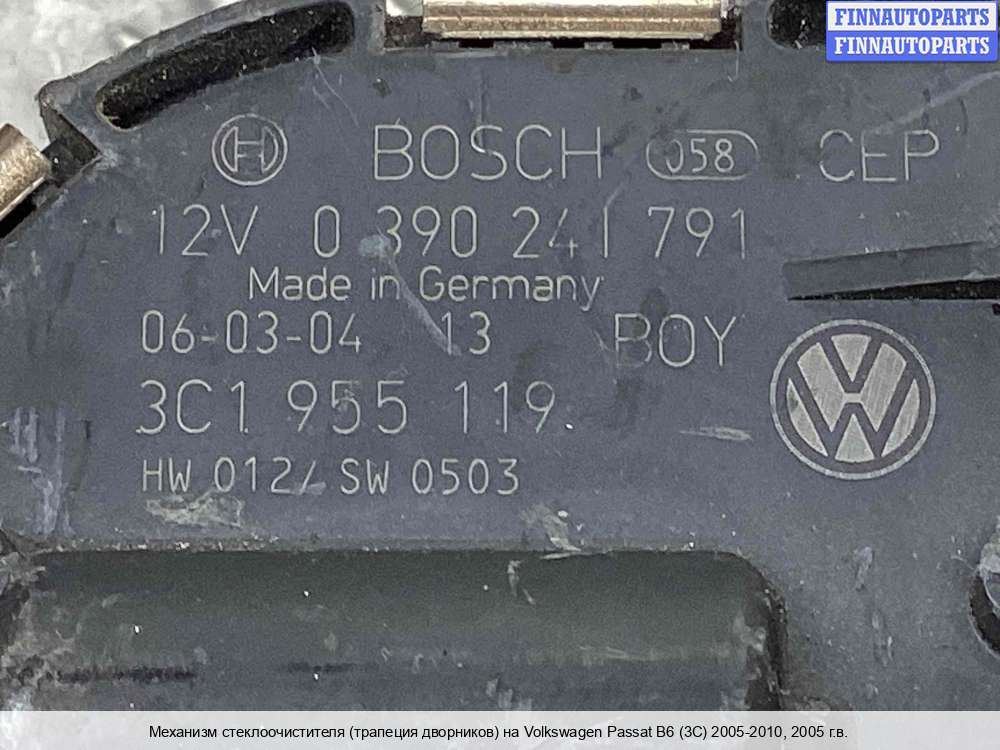 FINNAUTOPARTS
FINNAUTOPARTS
BOSCH 058 CEP
12V 0 390 241 791
Made in Germany
06-03-04 13 BOY
3C1 955 119
HW 012/ SW 0503
Механизм стеклоочистителя (трапеция дворников) на Volkswagen Passat B6 (3C) 2005-2010, 2005 г.в.